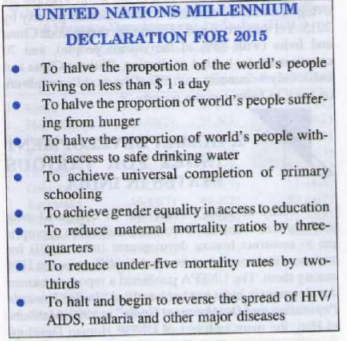 UNITED NATIONS MILLENNIUM
DECLARATION FOR 2015
• To halve the proportion of the world's people
living on less than $ 1 a day
• To halve the proportion of world's people suffer-
ing from hunger
• To halve the proportion of world's people with-
out access to safe drinking water
• To achieve universal completion of primary
schooling
• To achieve gender equality in access to education
• To reduce maternal mortality ratios by three-
quarters
• To reduce under-five mortality rates by two-
thirds
• To halt and begin to reverse the spread of HIV/
AIDS, malaria and other major diseases